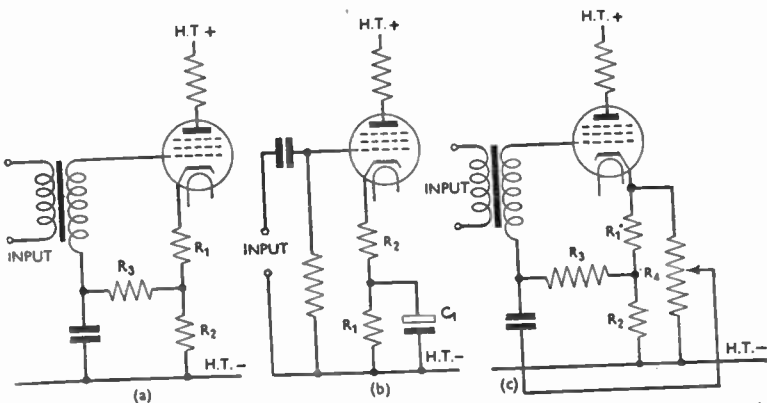 H.T +
H.T +
H.T +
INPUT
R1
R3
R2
H.T. -
(a)
INPUT
R2
R1
C1
H.T. -
(b)
INPUT
R1
R3
R4
R2
H.T. -
(c)